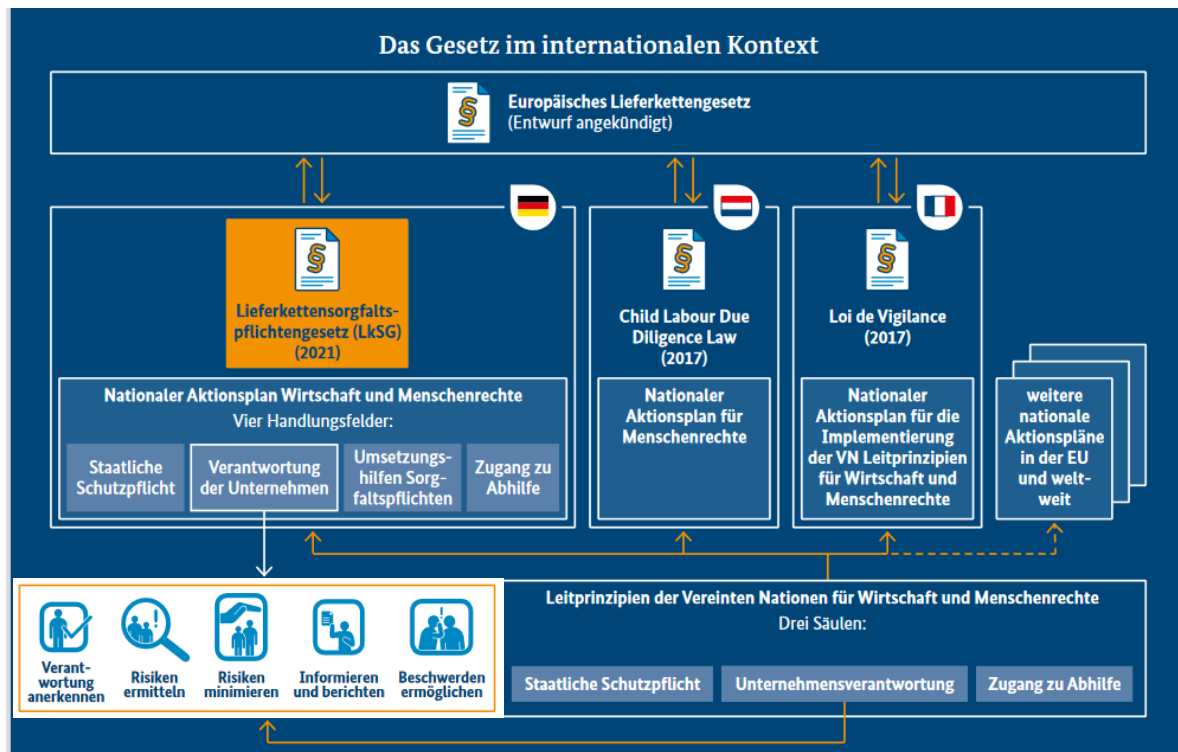 Das Gesetz im internationalen Kontext
§
Europäisches Lieferkettengesetz
(Entwurf angekündigt)
§
Lieferkettensorgfalts-
pflichtengesetz (LkSG)
(2021)
Nationaler Aktionsplan Wirtschaft und Menschenrechte
Vier Handlungsfelder:
Staatliche
Schutzpflicht
Verantwortung
der Unternehmen
Umsetzungs-
hilfen Sorg-
faltspflichten
Zugang zu
Abhilfe
§
Child Labour Due
Diligence Law
(2017)
Nationaler
Aktionsplan für
Menschenrechte
§
Loi de Vigilance
(2017)
Nationaler
Aktionsplan für die
Implementierung
der VN Leitprinzipien
für Wirtschaft und
Menschenrechte
weitere
nationale
Aktionspläne
in der EU
und welt-
weit
Verant-
wortung
anerkennen
Risiken
ermitteln
Risiken
minimieren
Informieren
und berichten
Beschwerden
ermöglichen
Leitprinzipien der Vereinten Nationen für Wirtschaft und Menschenrechte
Drei Säulen:
Staatliche Schutzpflicht
Unternehmensverantwortung
Zugang zu Abhilfe